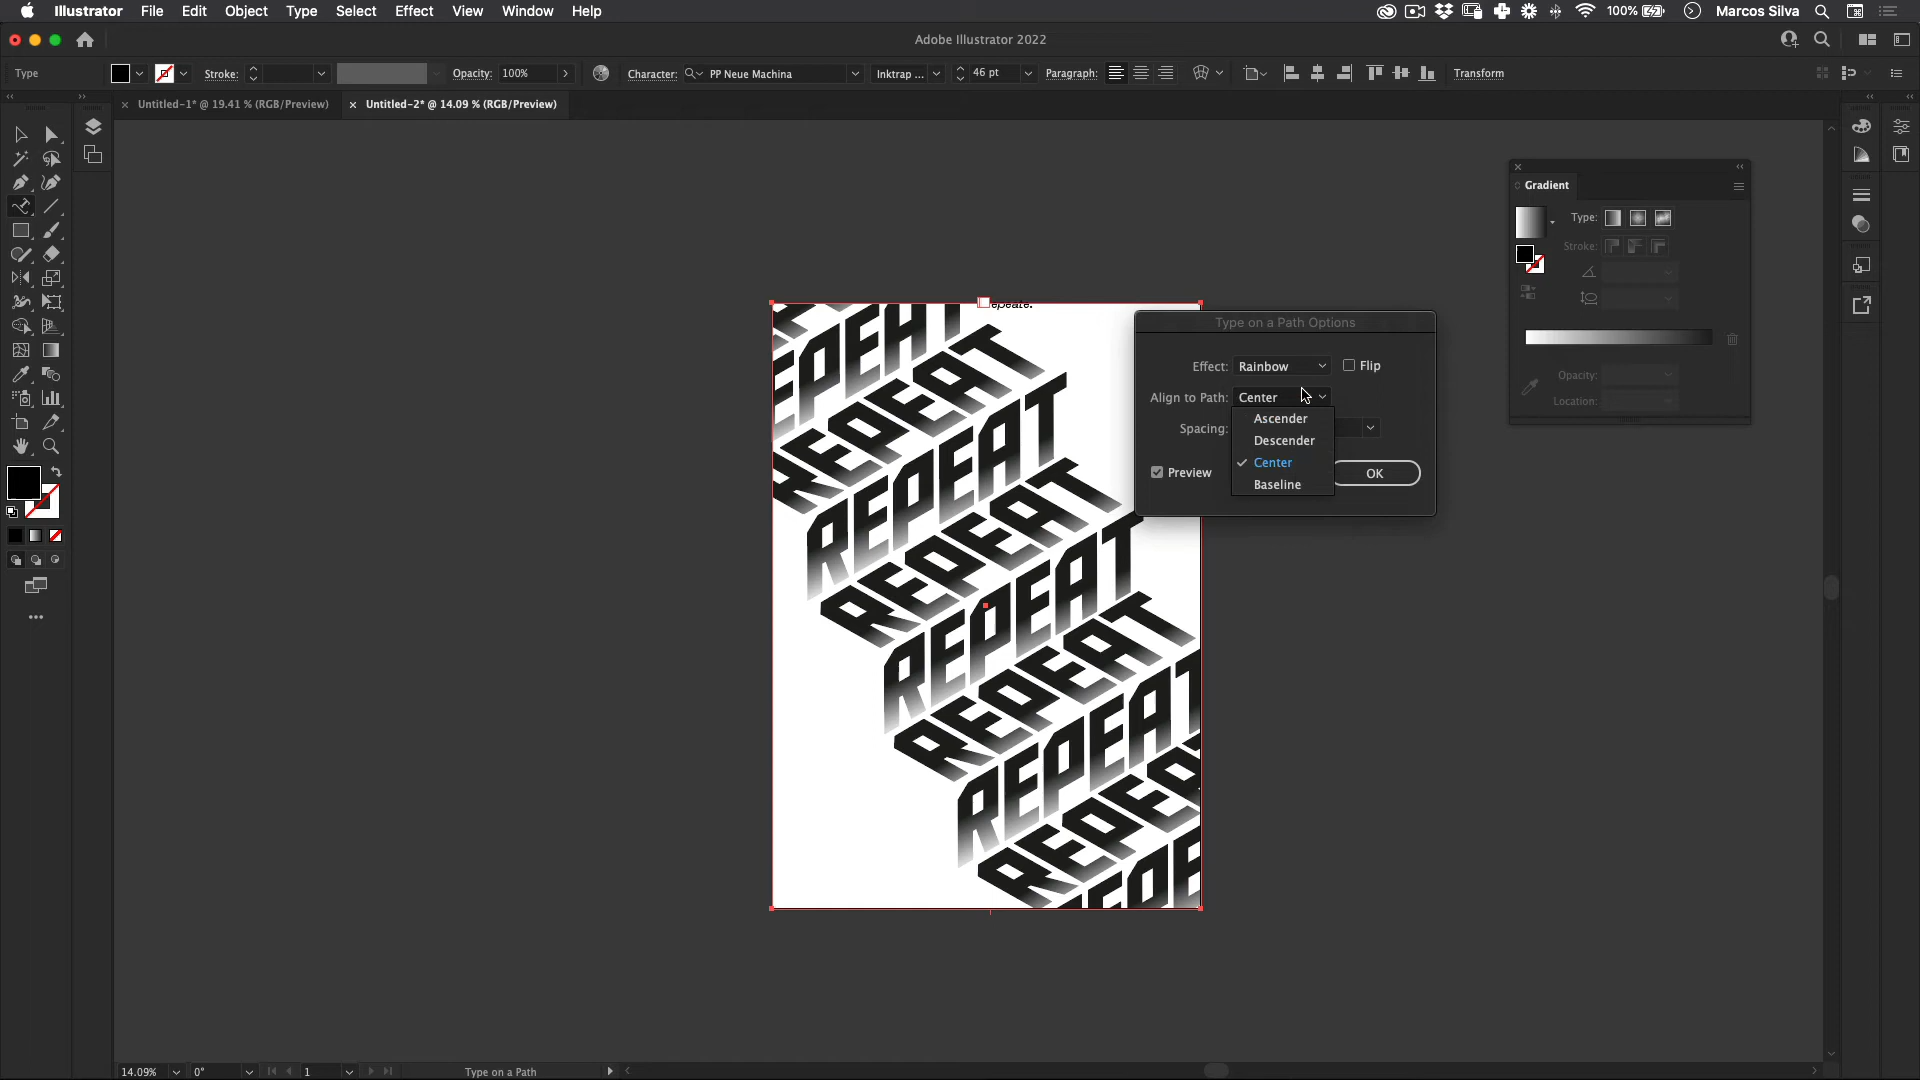 Illustrator File Edit Object Type Select Effect View Window Help 100% Marcos Silva
Adobe Illustrator 2022
Type Stroke: Opacity: 100% Character: PP Neue Machina Inktrap ... 46 pt Paragraph: Transform
× Untitled-1* @ 19.41 % (RGB/Preview) × Untitled-2* @ 14.09 % (RGB/Preview)
Gradient
Type:
Stroke:
Opacity:
Location:
epeate.
Type on a Path Options
Effect: Rainbow Flip
Align to Path: Center
Ascender
Spacing:
Descender
Center
Preview
OK
Baseline
EPEAT
REPEAT
REPEAT
REPEAT
REPEAT
REPEAT
REPEAT
REPEAT
REPEA
14.09% 0° 1 Type on a Path